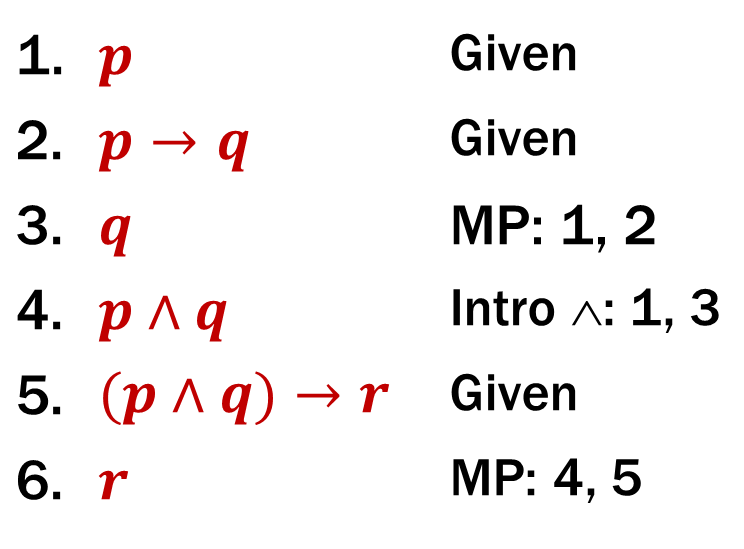 1. p Given
2. p → q Given
3. q MP: 1, 2
4. p ∧ q Intro ∧: 1, 3
5. (p ∧ q) → r Given
6. r MP: 4, 5